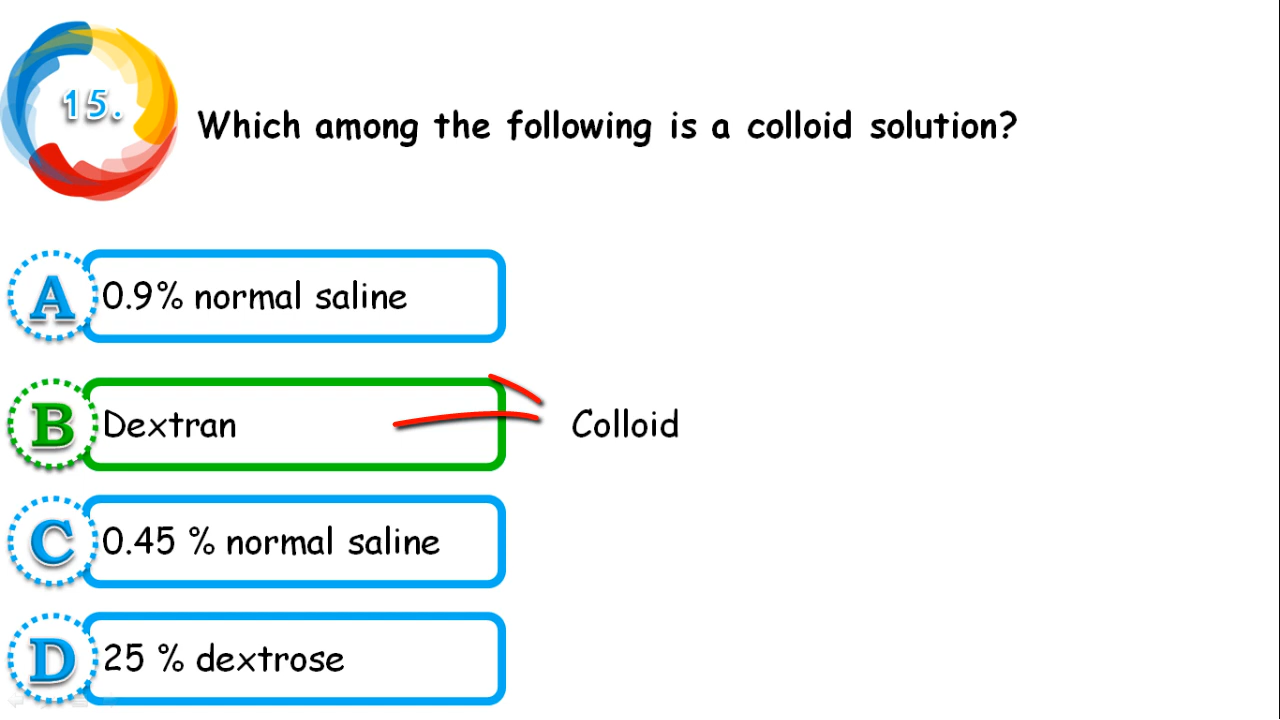 15.
Which among the following is a colloid solution?
A 0.9% normal saline
B Dextran Colloid
C 0.45 % normal saline
D 25 % dextrose